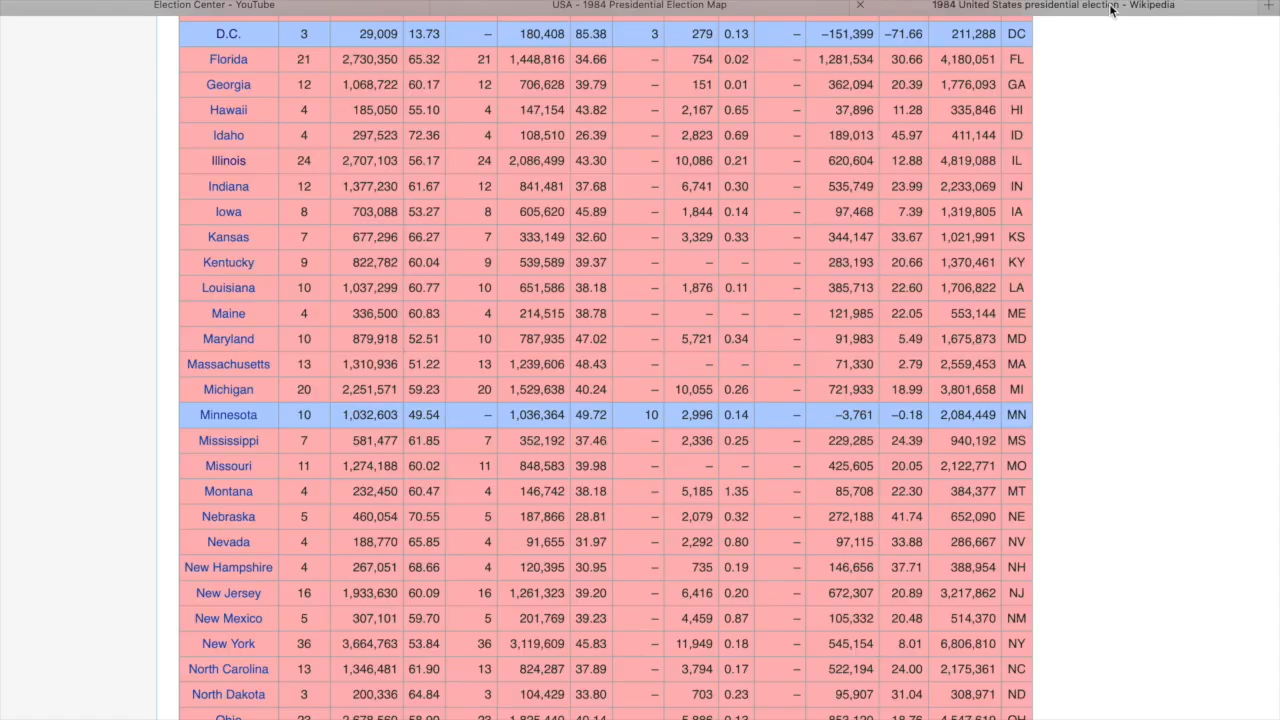 Election Center - YouTube USA - 1984 Presidential Election Map 1984 United States presidential election - Wikipedia
D.C. 3 29,009 13.73 – 180,408 85.38 3 279 0.13 – −151,399 −71.66 211,288 DC
Florida 21 2,730,350 65.32 21 1,448,816 34.66 – 754 0.02 – 1,281,534 30.66 4,180,051 FL
Georgia 12 1,068,722 60.17 12 706,628 39.79 – 151 0.01 – 362,094 20.39 1,776,093 GA
Hawaii 4 185,050 55.10 4 147,154 43.82 – 2,167 0.65 – 37,896 11.28 335,846 HI
Idaho 4 297,523 72.36 4 108,510 26.39 – 2,823 0.69 – 189,013 45.97 411,144 ID
Illinois 24 2,707,103 56.17 24 2,086,499 43.30 – 10,086 0.21 – 620,604 12.88 4,819,088 IL
Indiana 12 1,377,230 61.67 12 841,481 37.68 – 6,741 0.30 – 535,749 23.99 2,233,069 IN
Iowa 8 703,088 53.27 8 605,620 45.89 – 1,844 0.14 – 97,468 7.39 1,319,805 IA
Kansas 7 677,296 66.27 7 333,149 32.60 – 3,329 0.33 – 344,147 33.67 1,021,991 KS
Kentucky 9 822,782 60.04 9 539,589 39.37 – – – – 283,193 20.66 1,370,461 KY
Louisiana 10 1,037,299 60.77 10 651,586 38.18 – 1,876 0.11 – 385,713 22.60 1,706,822 LA
Maine 4 336,500 60.83 4 214,515 38.78 – – – – 121,985 22.05 553,144 ME
Maryland 10 879,918 52.51 10 787,935 47.02 – 5,721 0.34 – 91,983 5.49 1,675,873 MD
Massachusetts 13 1,310,936 51.22 13 1,239,606 48.43 – – – – 71,330 2.79 2,559,453 MA
Michigan 20 2,251,571 59.23 20 1,529,638 40.24 – 10,055 0.26 – 721,933 18.99 3,801,658 MI
Minnesota 10 1,032,603 49.54 – 1,036,364 49.72 10 2,996 0.14 – −3,761 −0.18 2,084,449 MN
Mississippi 7 581,477 61.85 7 352,192 37.46 – 2,336 0.25 – 229,285 24.39 940,192 MS
Missouri 11 1,274,188 60.02 11 848,583 39.98 – – – – 425,605 20.05 2,122,771 MO
Montana 4 232,450 60.47 4 146,742 38.18 – 5,185 1.35 – 85,708 22.30 384,377 MT
Nebraska 5 460,054 70.55 5 187,866 28.81 – 2,079 0.32 – 272,188 41.74 652,090 NE
Nevada 4 188,770 65.85 4 91,655 31.97 – 2,292 0.80 – 97,115 33.88 286,667 NV
New Hampshire 4 267,051 68.66 4 120,395 30.95 – 735 0.19 – 146,656 37.71 388,954 NH
New Jersey 16 1,933,630 60.09 16 1,261,323 39.20 – 6,416 0.20 – 672,307 20.89 3,217,862 NJ
New Mexico 5 307,101 59.70 5 201,769 39.23 – 4,459 0.87 – 105,332 20.48 514,370 NM
New York 36 3,664,763 53.84 36 3,119,609 45.83 – 11,949 0.18 – 545,154 8.01 6,806,810 NY
North Carolina 13 1,346,481 61.90 13 824,287 37.89 – 3,794 0.17 – 522,194 24.00 2,175,361 NC
North Dakota 3 200,336 64.84 3 104,429 33.80 – 703 0.23 – 95,907 31.04 308,971 ND